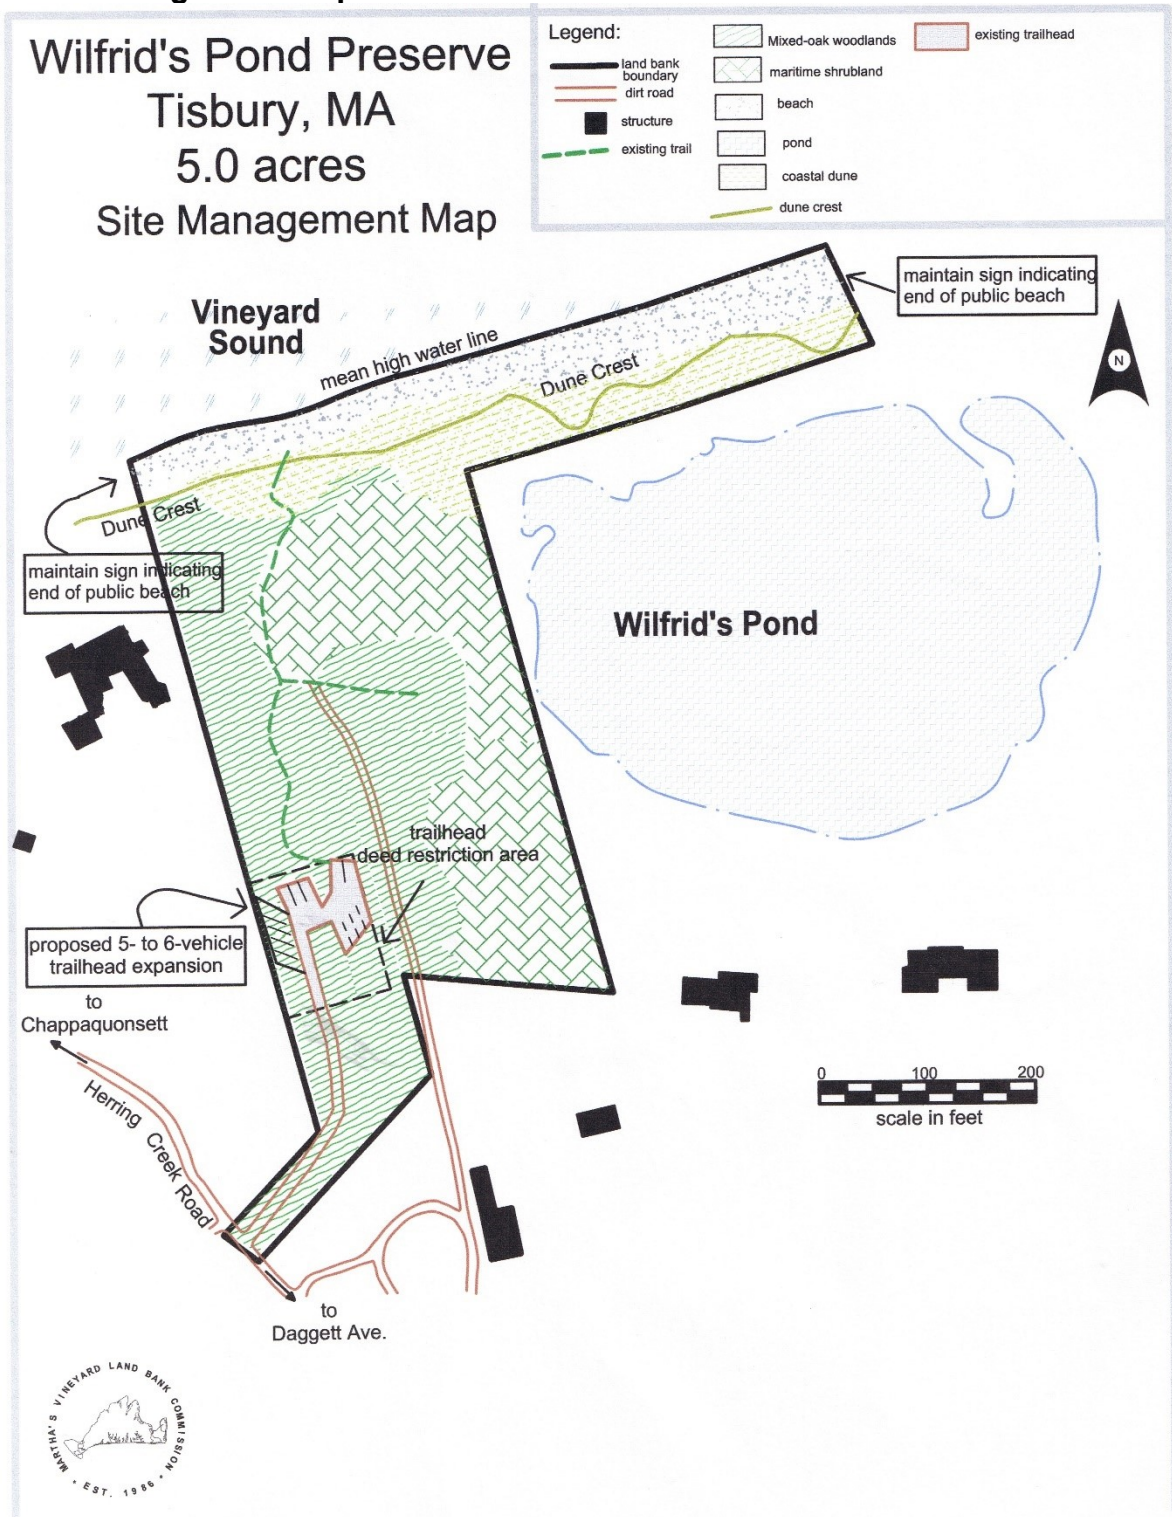 Wilfrid's Pond Preserve
Tisbury, MA
5.0 acres
Site Management Map
Legend:
land bank
boundary
dirt road
structure
existing trail
Mixed-oak woodlands
maritime shrubland
beach
pond
coastal dune
dune crest
existing trailhead
maintain sign indicating
end of public beach
N
Vineyard
Sound
mean high water line
Dune Crest
Dune Crest
maintain sign indicating
end of public beach
Wilfrid's Pond
trailhead
deed restriction area
proposed 5- to 6-vehicle
trailhead expansion
to
Chappaquonsett
Herring Creek Road
0 100 200
scale in feet
to
Daggett Ave.
MARTHA'S VINEYARD LAND BANK COMMISSION
• EST. 1986 •